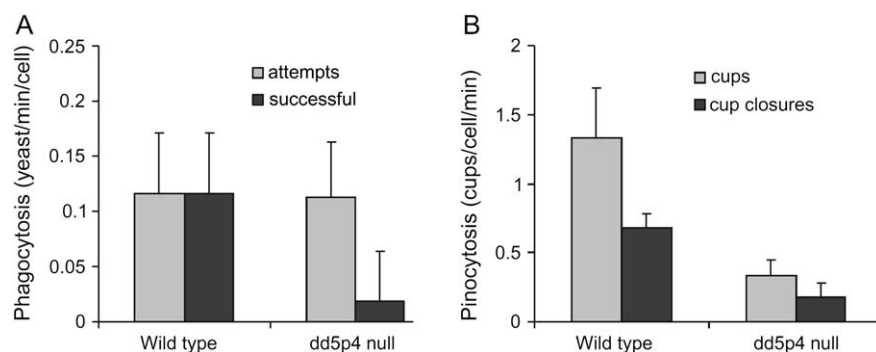 A
Phagocytosis (yeast/min/cell)
0.25
0.2
0.15
0.1
0.05
0
attempts
successful
Wild type
dd5p4 null
B
Pinocytosis (cups/cell/min)
2
1.5
1
0.5
0
cups
cup closures
Wild type
dd5p4 null